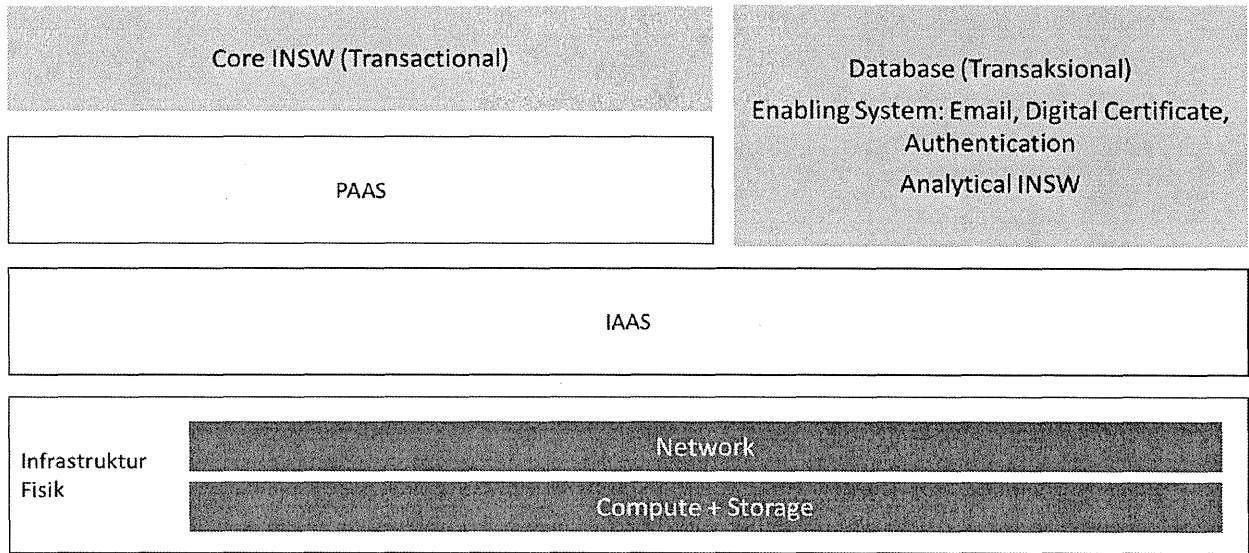 Core INSW (Transactional)
Database (Transaksional)
Enabling System: Email, Digital Certificate,
Authentication
Analytical INSW
PAAS
IAAS
Infrastruktur
Fisik
Network
Compute + Storage